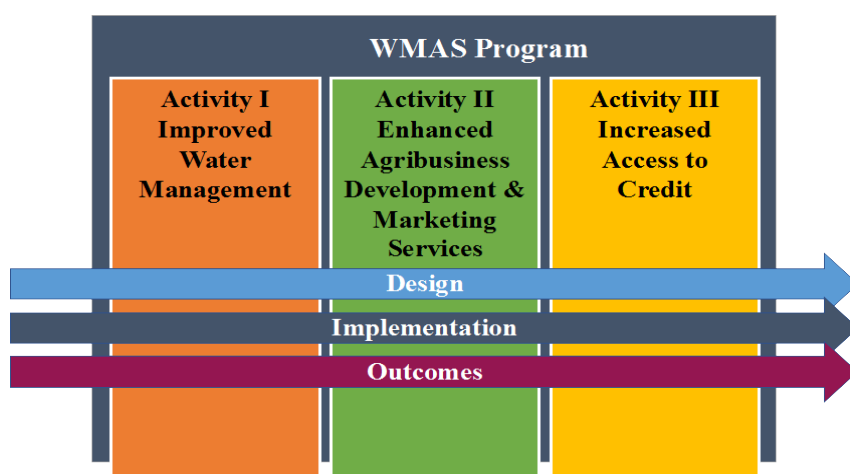 WMAS Program
Activity I
Improved
Water
Management
Activity II
Enhanced
Agribusiness
Development &
Marketing
Services
Activity III
Increased
Access to
Credit
Design
Implementation
Outcomes